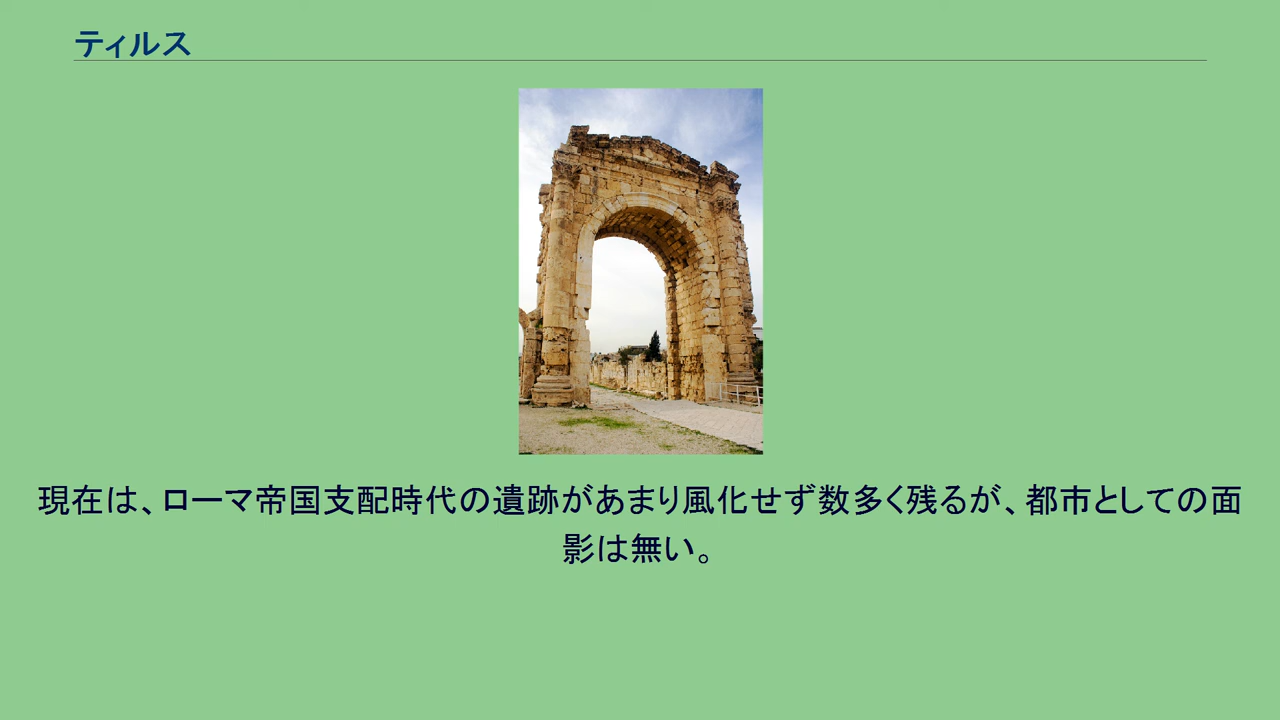 ティルス
現在は、ローマ帝国支配時代の遺跡があまり風化せず数多く残るが、都市としての面
影は無い。